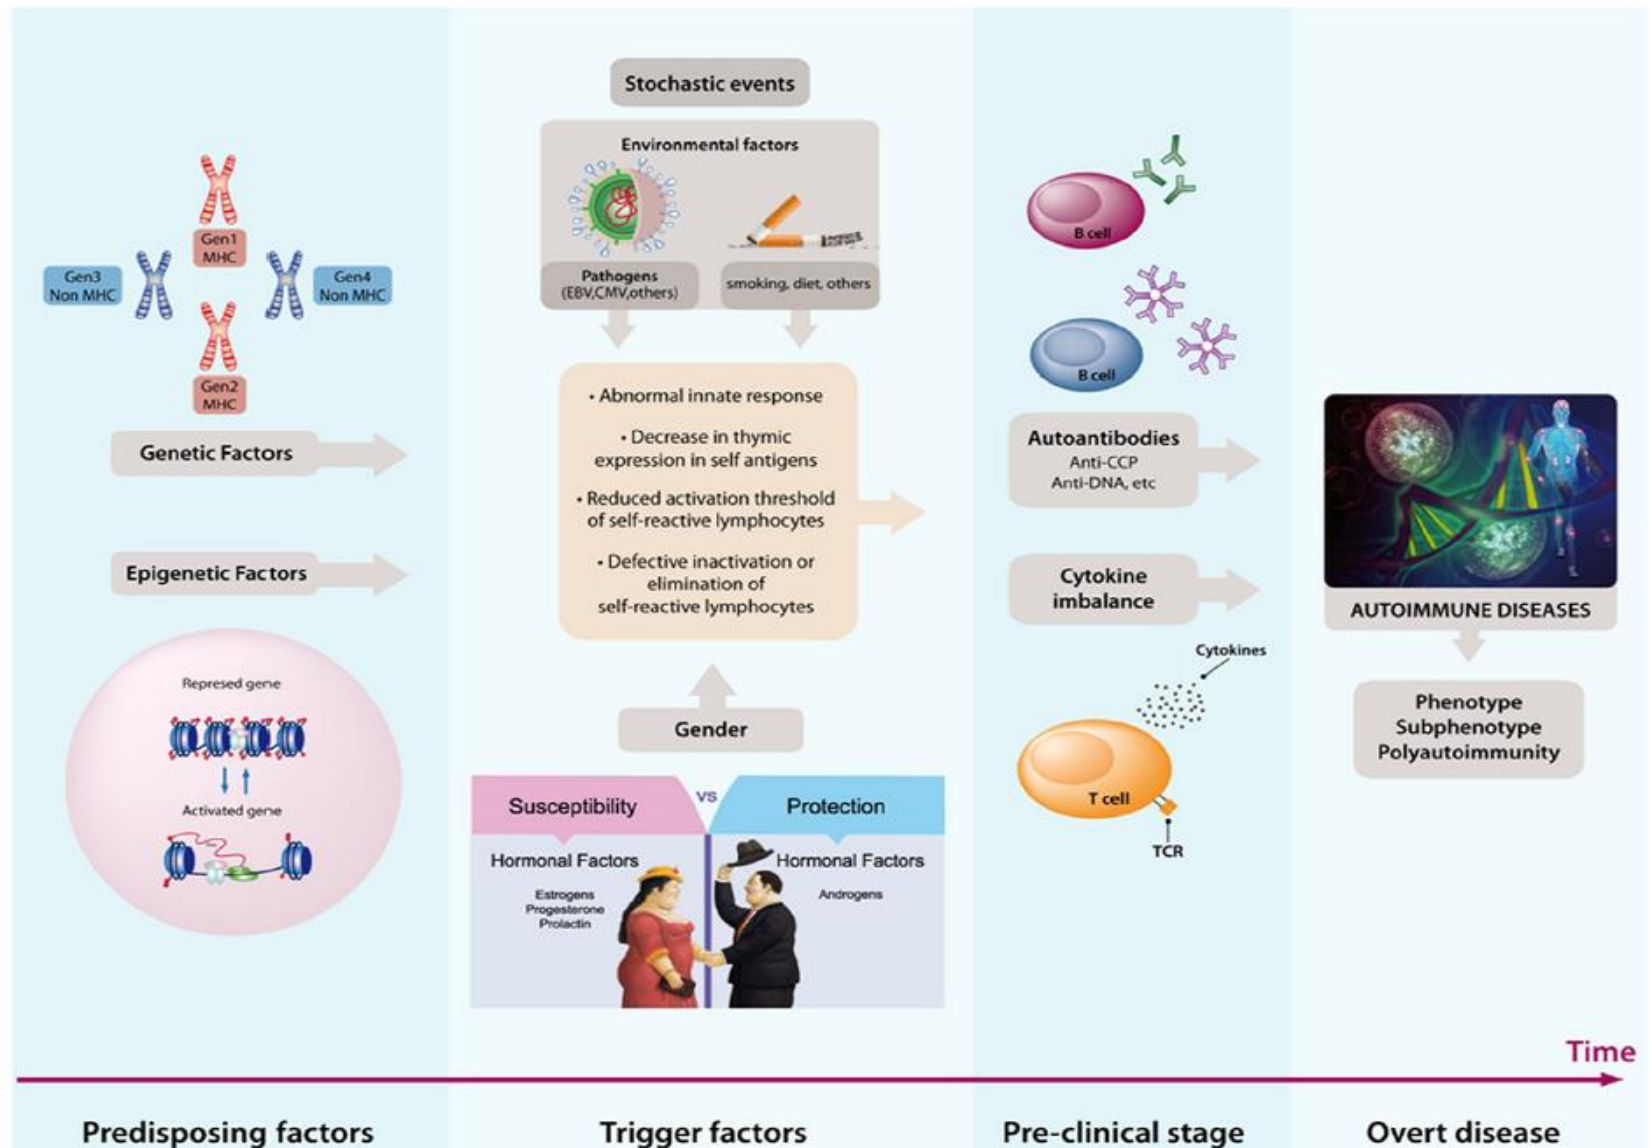 Gen1
MHC
Gen3
Non MHC
Gen4
Non MHC
Gen2
MHC
Genetic Factors
Epigenetic Factors
Represed gene
Activated gene
Stochastic events
Environmental factors
Pathogens
(EBV,CMV,others)
smoking, diet, others
• Abnormal innate response
• Decrease in thymic
expression in self antigens
• Reduced activation threshold
of self-reactive lymphocytes
• Defective inactivation or
elimination of
self-reactive lymphocytes
Gender
Susceptibility
vs
Protection
Hormonal Factors
Estrogens
Progesterone
Prolactin
Hormonal Factors
Androgens
B cell
B cell
Autoantibodies
Anti-CCP
Anti-DNA, etc
Cytokine
imbalance
Cytokines
T cell
TCR
AUTOIMMUNE DISEASES
Phenotype
Subphenotype
Polyautoimmunity
Time
Predisposing factors
Trigger factors
Pre-clinical stage
Overt disease